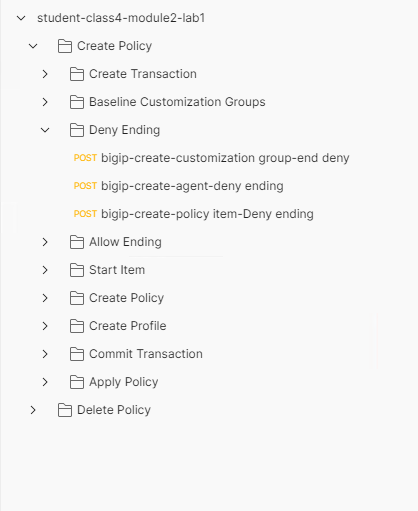 student-class4-module2-lab1
Create Policy
Create Transaction
Baseline Customization Groups
Deny Ending
POST bigip-create-customization group-end deny
POST bigip-create-agent-deny ending
POST bigip-create-policy item-Deny ending
Allow Ending
Start Item
Create Policy
Create Profile
Commit Transaction
Apply Policy
Delete Policy